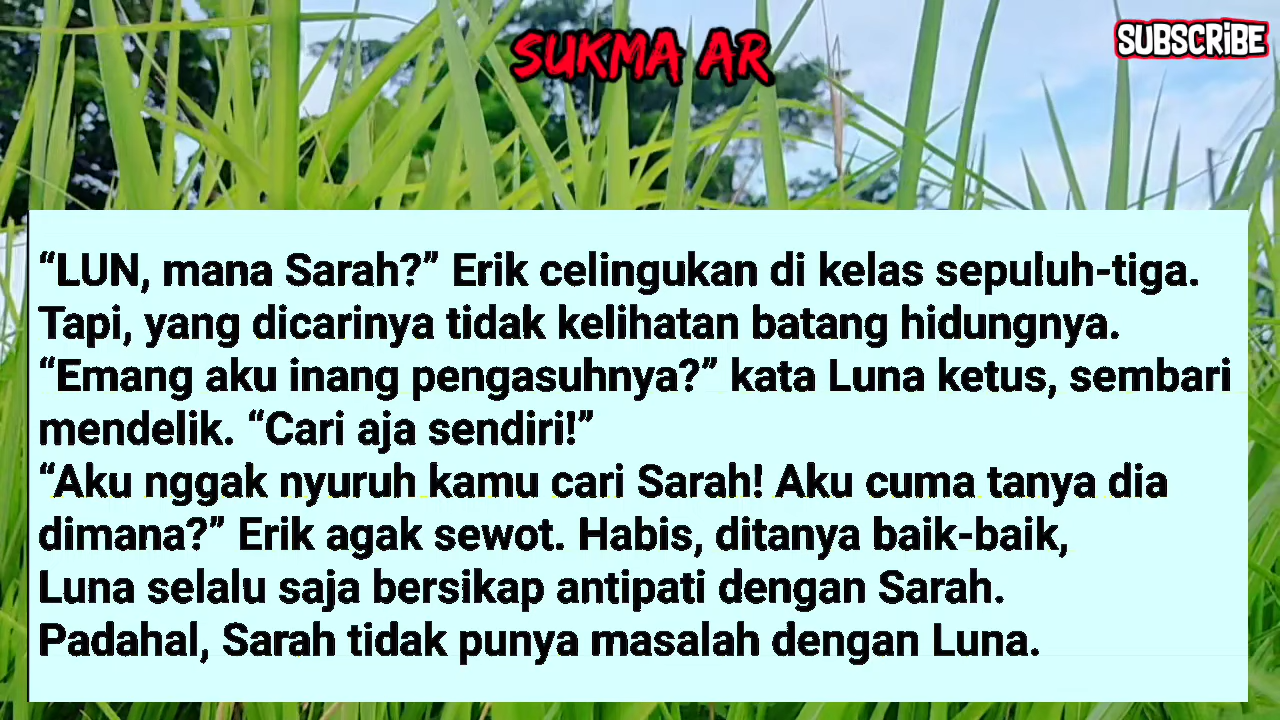 SUKMA AR
SUBSCRIBE
“LUN, mana Sarah?” Erik celingukan di kelas sepuluh-tiga.
Tapi, yang dicarinya tidak kelihatan batang hidungnya.
“Emang aku inang pengasuhnya?” kata Luna ketus, sembari
mendelik. “Cari aja sendiri!”
“Aku nggak nyuruh kamu cari Sarah! Aku cuma tanya dia
dimana?” Erik agak sewot. Habis, ditanya baik-baik,
Luna selalu saja bersikap antipati dengan Sarah.
Padahal, Sarah tidak punya masalah dengan Luna.